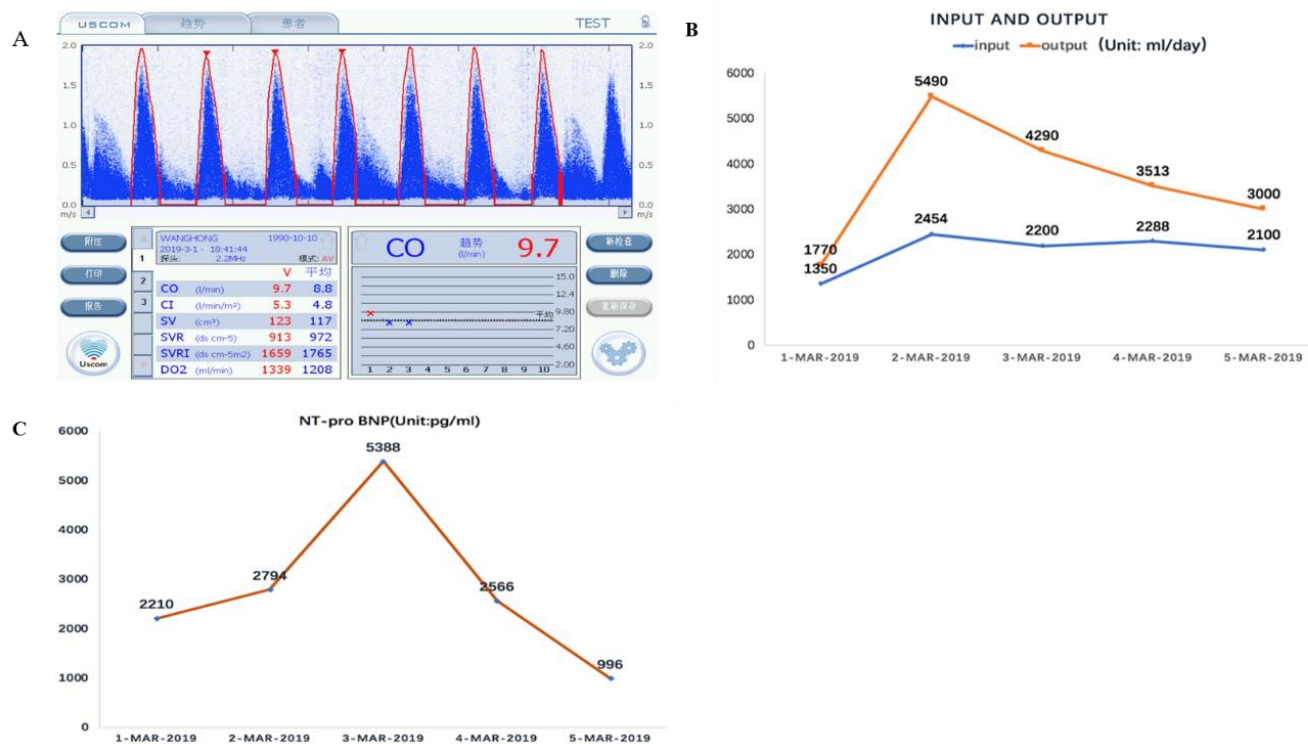 A
USCOM 趋势 患者 TEST
2.0 2.0
1.5 1.5
1.0 1.0
0.5 0.5
0.0 0.0
m/s m/s
附注
打印
报告
Uscom
1
2
3
WANGHONG 1990-10-10
2019-3-1 - 18:41:44
探头: 2.2MHz 模式: AV
V 平均
CO (l/min) 9.7 8.8
CI (l/min/m²) 5.3 4.8
SV (cm³) 123 117
SVR (ds cm-5) 913 972
SVRI (ds cm-5m2) 1659 1765
DO2 (ml/min) 1339 1208
CO 趋势 (l/min) 9.7
15.0
12.4
平均 9.80
7.20
4.60
2.00
1 2 3 4 5 6 7 8 9 10
新检查
删除
重新保存
B
INPUT AND OUTPUT
input output (Unit: ml/day)
6000
5000
4000
3000
2000
1000
0
5490
4290
3513
3000
1770
1350
2454
2200
2288
2100
1-MAR-2019 2-MAR-2019 3-MAR-2019 4-MAR-2019 5-MAR-2019
C
NT-pro BNP(Unit:pg/ml)
6000
5000
4000
3000
2000
1000
0
2210
2794
5388
2566
996
1-MAR-2019 2-MAR-2019 3-MAR-2019 4-MAR-2019 5-MAR-2019